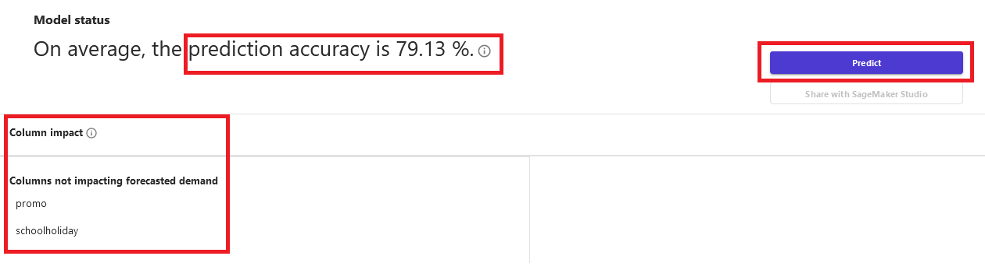 Model status
On average, the prediction accuracy is 79.13 %.
Predict
Share with SageMaker Studio
Column impact
Columns not impacting forecasted demand
promo
schoolholiday